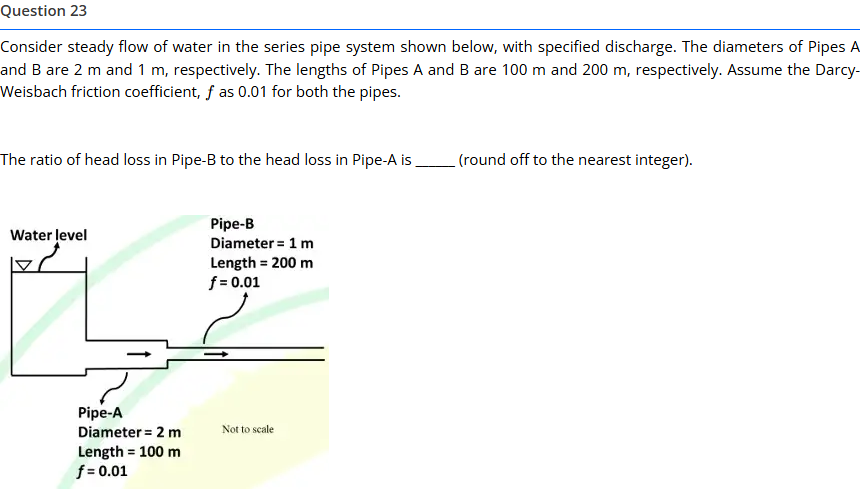 Question 23
Consider steady flow of water in the series pipe system shown below, with specified discharge. The diameters of Pipes A
and B are 2 m and 1 m, respectively. The lengths of Pipes A and B are 100 m and 200 m, respectively. Assume the Darcy-
Weisbach friction coefficient, f as 0.01 for both the pipes.
The ratio of head loss in Pipe-B to the head loss in Pipe-A is _____ (round off to the nearest integer).
Pipe-B
Water level
Diameter = 1 m
Length = 200 m
f = 0.01
Pipe-A
Diameter = 2 m
Not to scale
Length = 100 m
f = 0.01